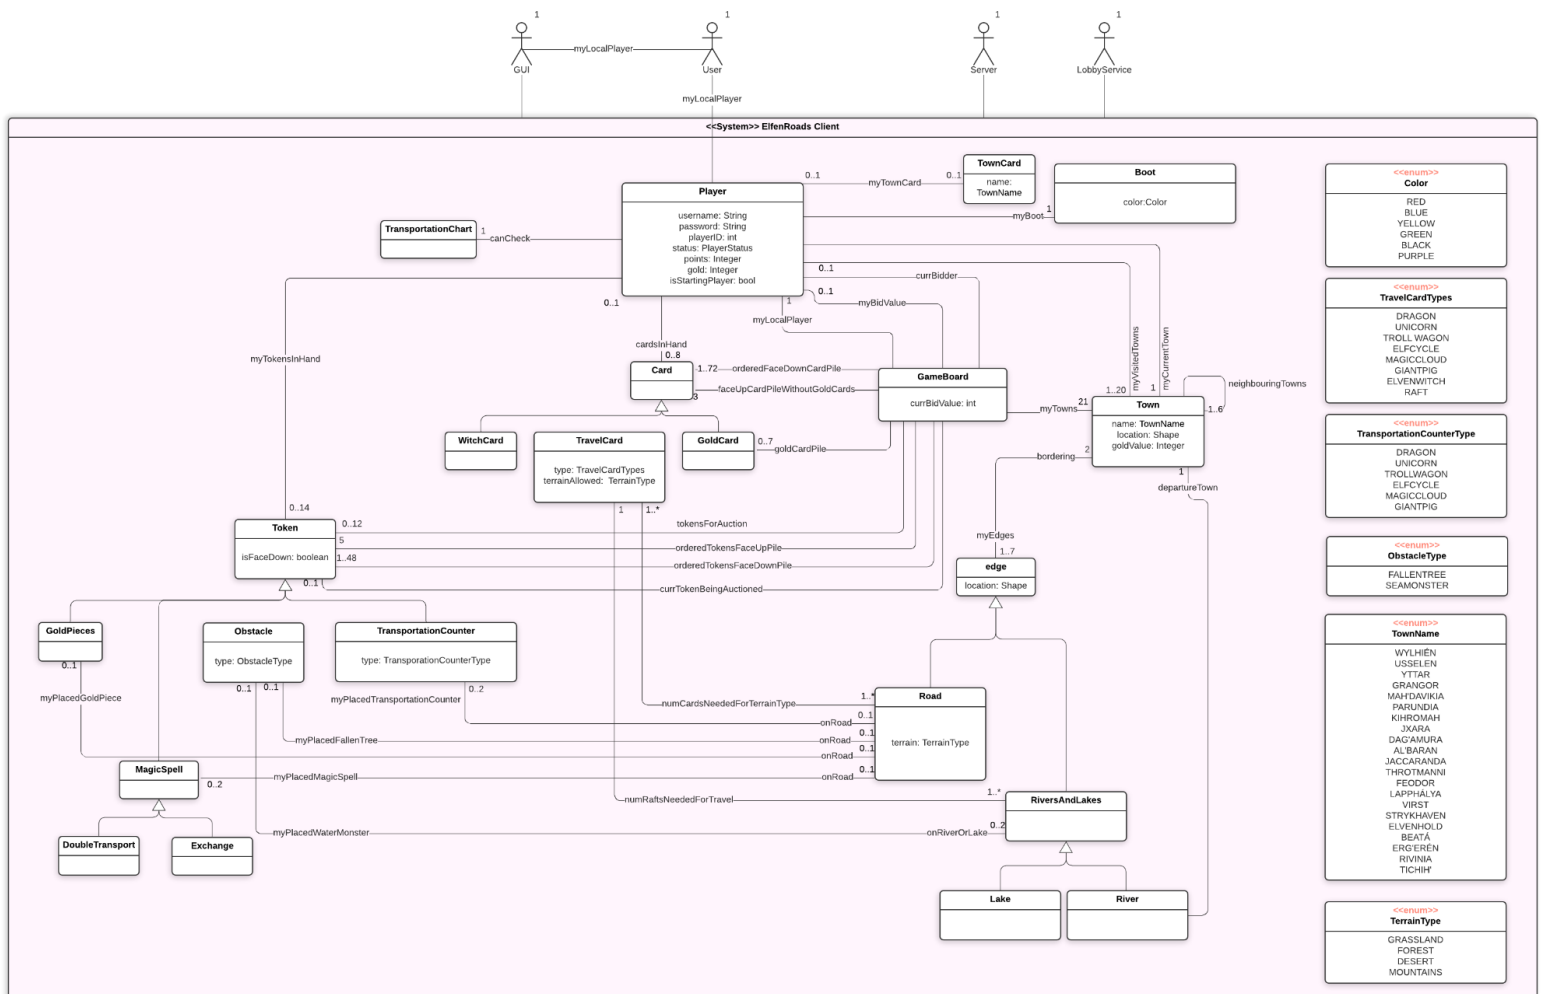 1
1
1
1
myLocalPlayer
GUI
User
Server
LobbyService
myLocalPlayer
<<System>> ElfenRoads Client
TownCard
name:
TownName
Boot
color:Color
0..1
myTownCard
0..1
1
myBoot
Player
username: String
password: String
playerID: int
status: PlayerStatus
points: Integer
gold: Integer
isStartingPlayer: bool
TransportationChart
1
canCheck
0..1
currBidder
0..1
myBidValue
1
myLocalPlayer
0..1
cardsInHand
0..8
myTokensInHand
0..14
myVisitedTowns
1..20
myCurrentTown
1
neighbouringTowns
1..6
Card
1..72
orderedFaceDownCardPile
faceUpCardPileWithoutGoldCards
3
GameBoard
currBidValue: int
myTowns
21
Town
name: TownName
location: Shape
goldValue: Integer
WitchCard
TravelCard
type: TravelCardTypes
terrainAllowed: TerrainType
GoldCard
0..7
goldCardPile
bordering
2
1
departureTown
1
1..*
Token
isFaceDown: boolean
0..12
tokensForAuction
5
orderedTokensFaceUpPile
1..48
orderedTokensFaceDownPile
0..1
currTokenBeingAuctioned
myEdges
1..7
edge
location: Shape
GoldPieces
0..1
Obstacle
type: ObstacleType
0..1
0..1
TransportationCounter
type: TransporationCounterType
0..2
myPlacedGoldPiece
myPlacedTransportationCounter
numCardsNeededForTerrainType
1..*
Road
terrain: TerrainType
0..1
onRoad
myPlacedFallenTree
0..1
onRoad
0..1
onRoad
MagicSpell
0..2
myPlacedMagicSpell
0..1
onRoad
numRaftsNeededForTravel
1..*
RiversAndLakes
myPlacedWaterMonster
onRiverOrLake
0..2
DoubleTransport
Exchange
Lake
River
<<enum>>
Color
RED
BLUE
YELLOW
GREEN
BLACK
PURPLE
<<enum>>
TravelCardTypes
DRAGON
UNICORN
TROLL WAGON
ELFCYCLE
MAGICCLOUD
GIANTPIG
ELVENWITCH
RAFT
<<enum>>
TransportationCounterType
DRAGON
UNICORN
TROLLWAGON
ELFCYCLE
MAGICCLOUD
GIANTPIG
<<enum>>
ObstacleType
FALLENTREE
SEAMONSTER
<<enum>>
TownName
WYLHIÉN
USSELEN
YTTAR
GRANGOR
MAH'DAVIKIA
PARUNDIA
KIHROMAH
JXARA
DAG'AMURA
AL'BARAN
JACCARANDA
THROTMANNI
FEODOR
LAPPHÁLYA
VIRST
STRYKHAVEN
ELVENHOLD
BEATÁ
ERG'ERÉN
RIVINIA
TICHIH'
<<enum>>
TerrainType
GRASSLAND
FOREST
DESERT
MOUNTAINS